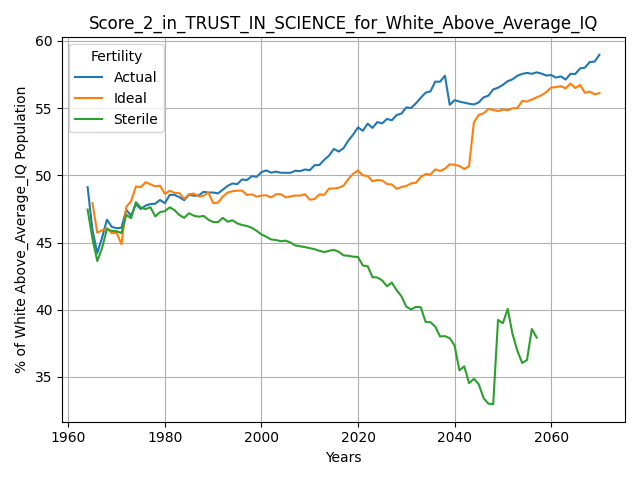 Score_2_in_TRUST_IN_SCIENCE_for_White_Above_Average_IQ
Fertility
Actual
Ideal
Sterile
% of White Above_Average_IQ Population
60
55
50
45
40
35
1960
1980
2000
2020
2040
2060
Years